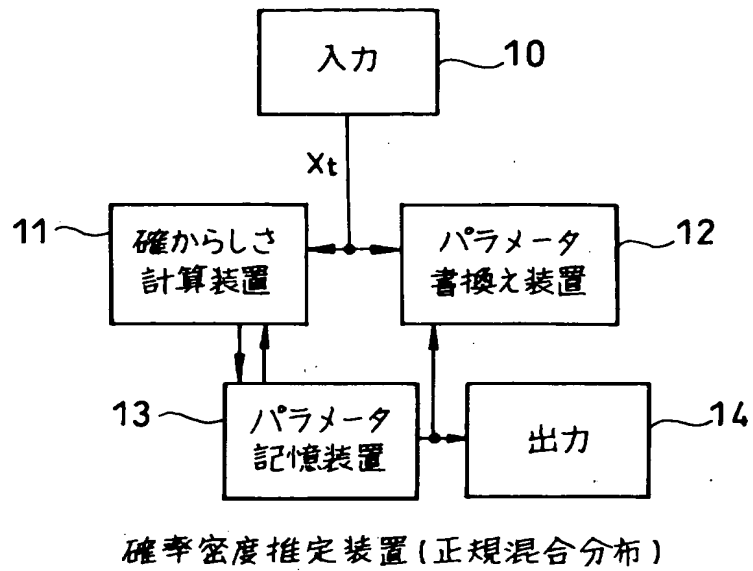 入力
10
Xt
11
確からしさ
計算装置
パラメータ
書換え装置
12
13
パラメータ
記憶装置
出力
14
確率密度推定装置(正規混合分布)